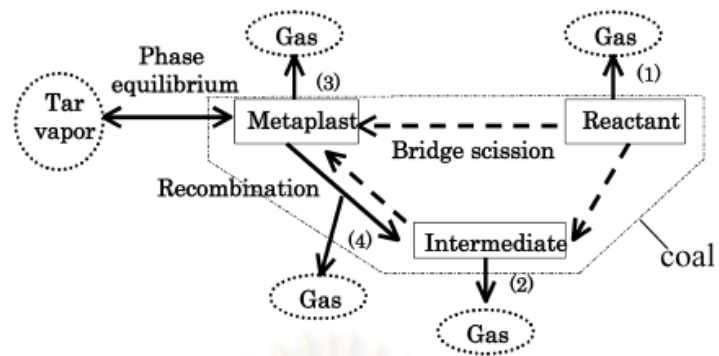 Gas
Gas
Phase
equilibrium
(3)
(1)
Tar
vapor
Metaplast
Reactant
Bridge scission
Recombination
(4)
Intermediate
coal
(2)
Gas
Gas